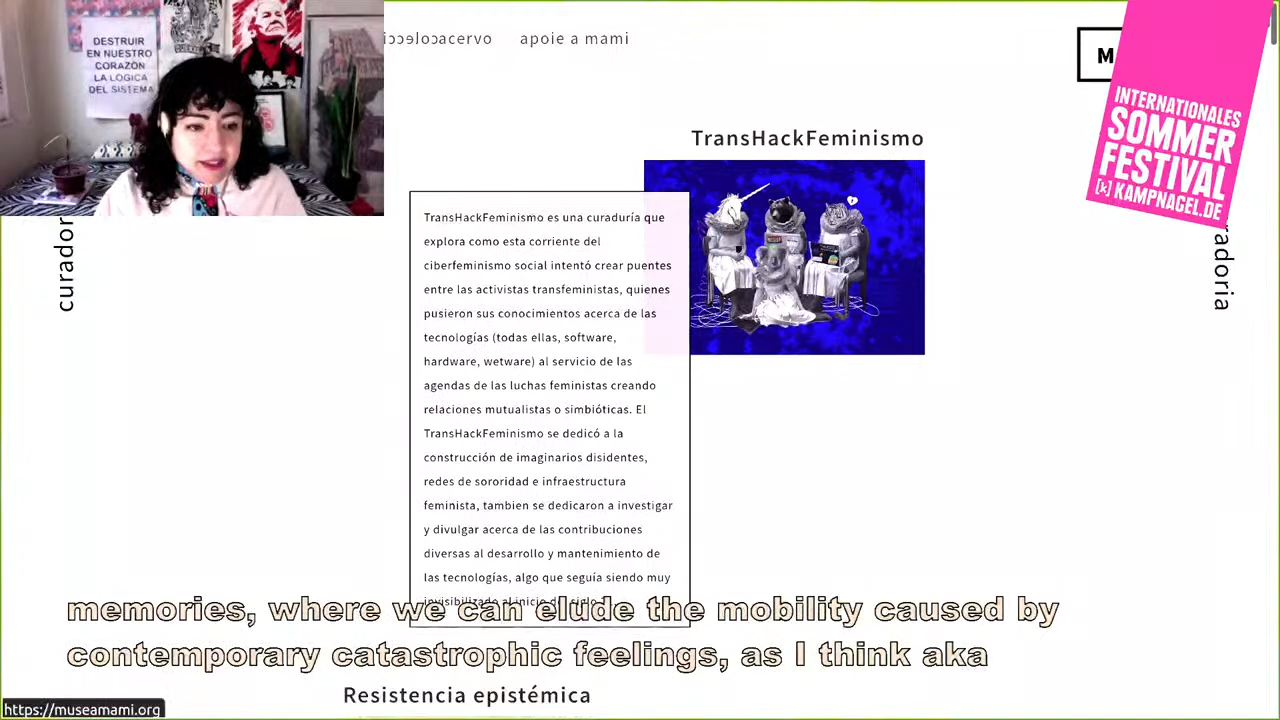 DESTRUIR
EN NUESTRO
CORAZÓN
LA LÓGICA
DEL SISTEMA
acervo
apoie a mami
M
INTERNATIONALES
SOMMER
FESTIVAL
[k] KAMPNAGEL.DE
TransHackFeminismo
TransHackFeminismo es una curaduría que
explora como esta corriente del
ciberfeminismo social intentó crear puentes
entre las activistas transfeministas, quienes
pusieron sus conocimientos acerca de las
tecnologías (todas ellas, software,
hardware, wetware) al servicio de las
agendas de las luchas feministas creando
relaciones mutualistas o simbióticas. El
TransHackFeminismo se dedicó a la
construcción de imaginarios disidentes,
redes de sororidad e infraestructura
feminista, tambien se dedicaron a investigar
y divulgar acerca de las contribuciones
diversas al desarrollo y mantenimiento de
las tecnologías, algo que seguía siendo muy
invisibilizado al inicio
curador
radoria
memories, where we can elude the mobility caused by
contemporary catastrophic feelings, as I think aka
Resistencia epistémica
https://museamami.org